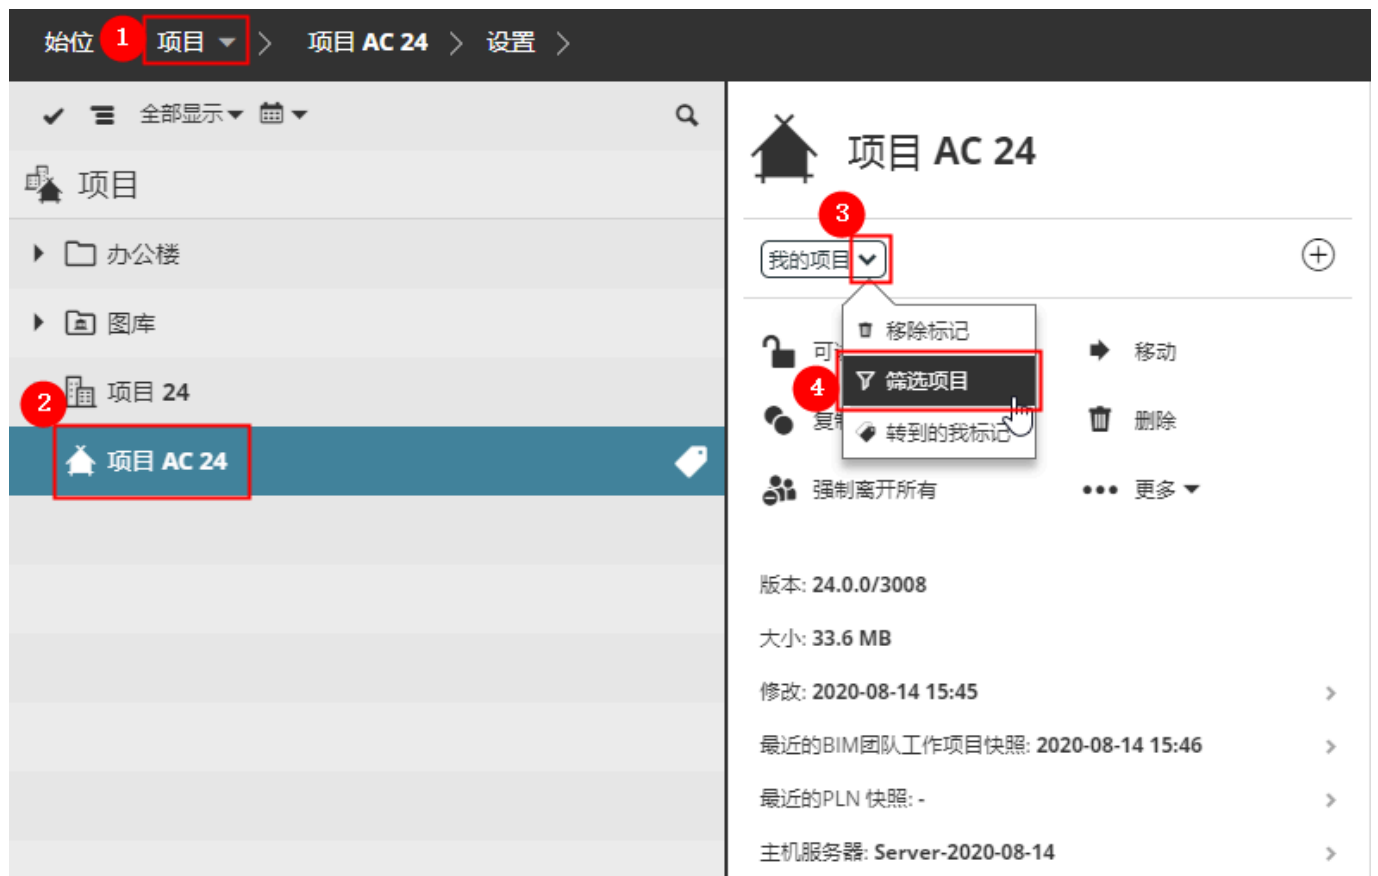 始位 1 项目 项目 AC 24 设置
全部显示
项目
办公楼
图库
项目 24
2
项目 AC 24
项目 AC 24
3
我的项目
移除标记
4 筛选项目
转到的我标记
移动
删除
强制离开所有
更多
版本: 24.0.0/3008
大小: 33.6 MB
修改: 2020-08-14 15:45
最近的BIM团队工作项目快照: 2020-08-14 15:46
最近的PLN 快照: -
主机服务器: Server-2020-08-14